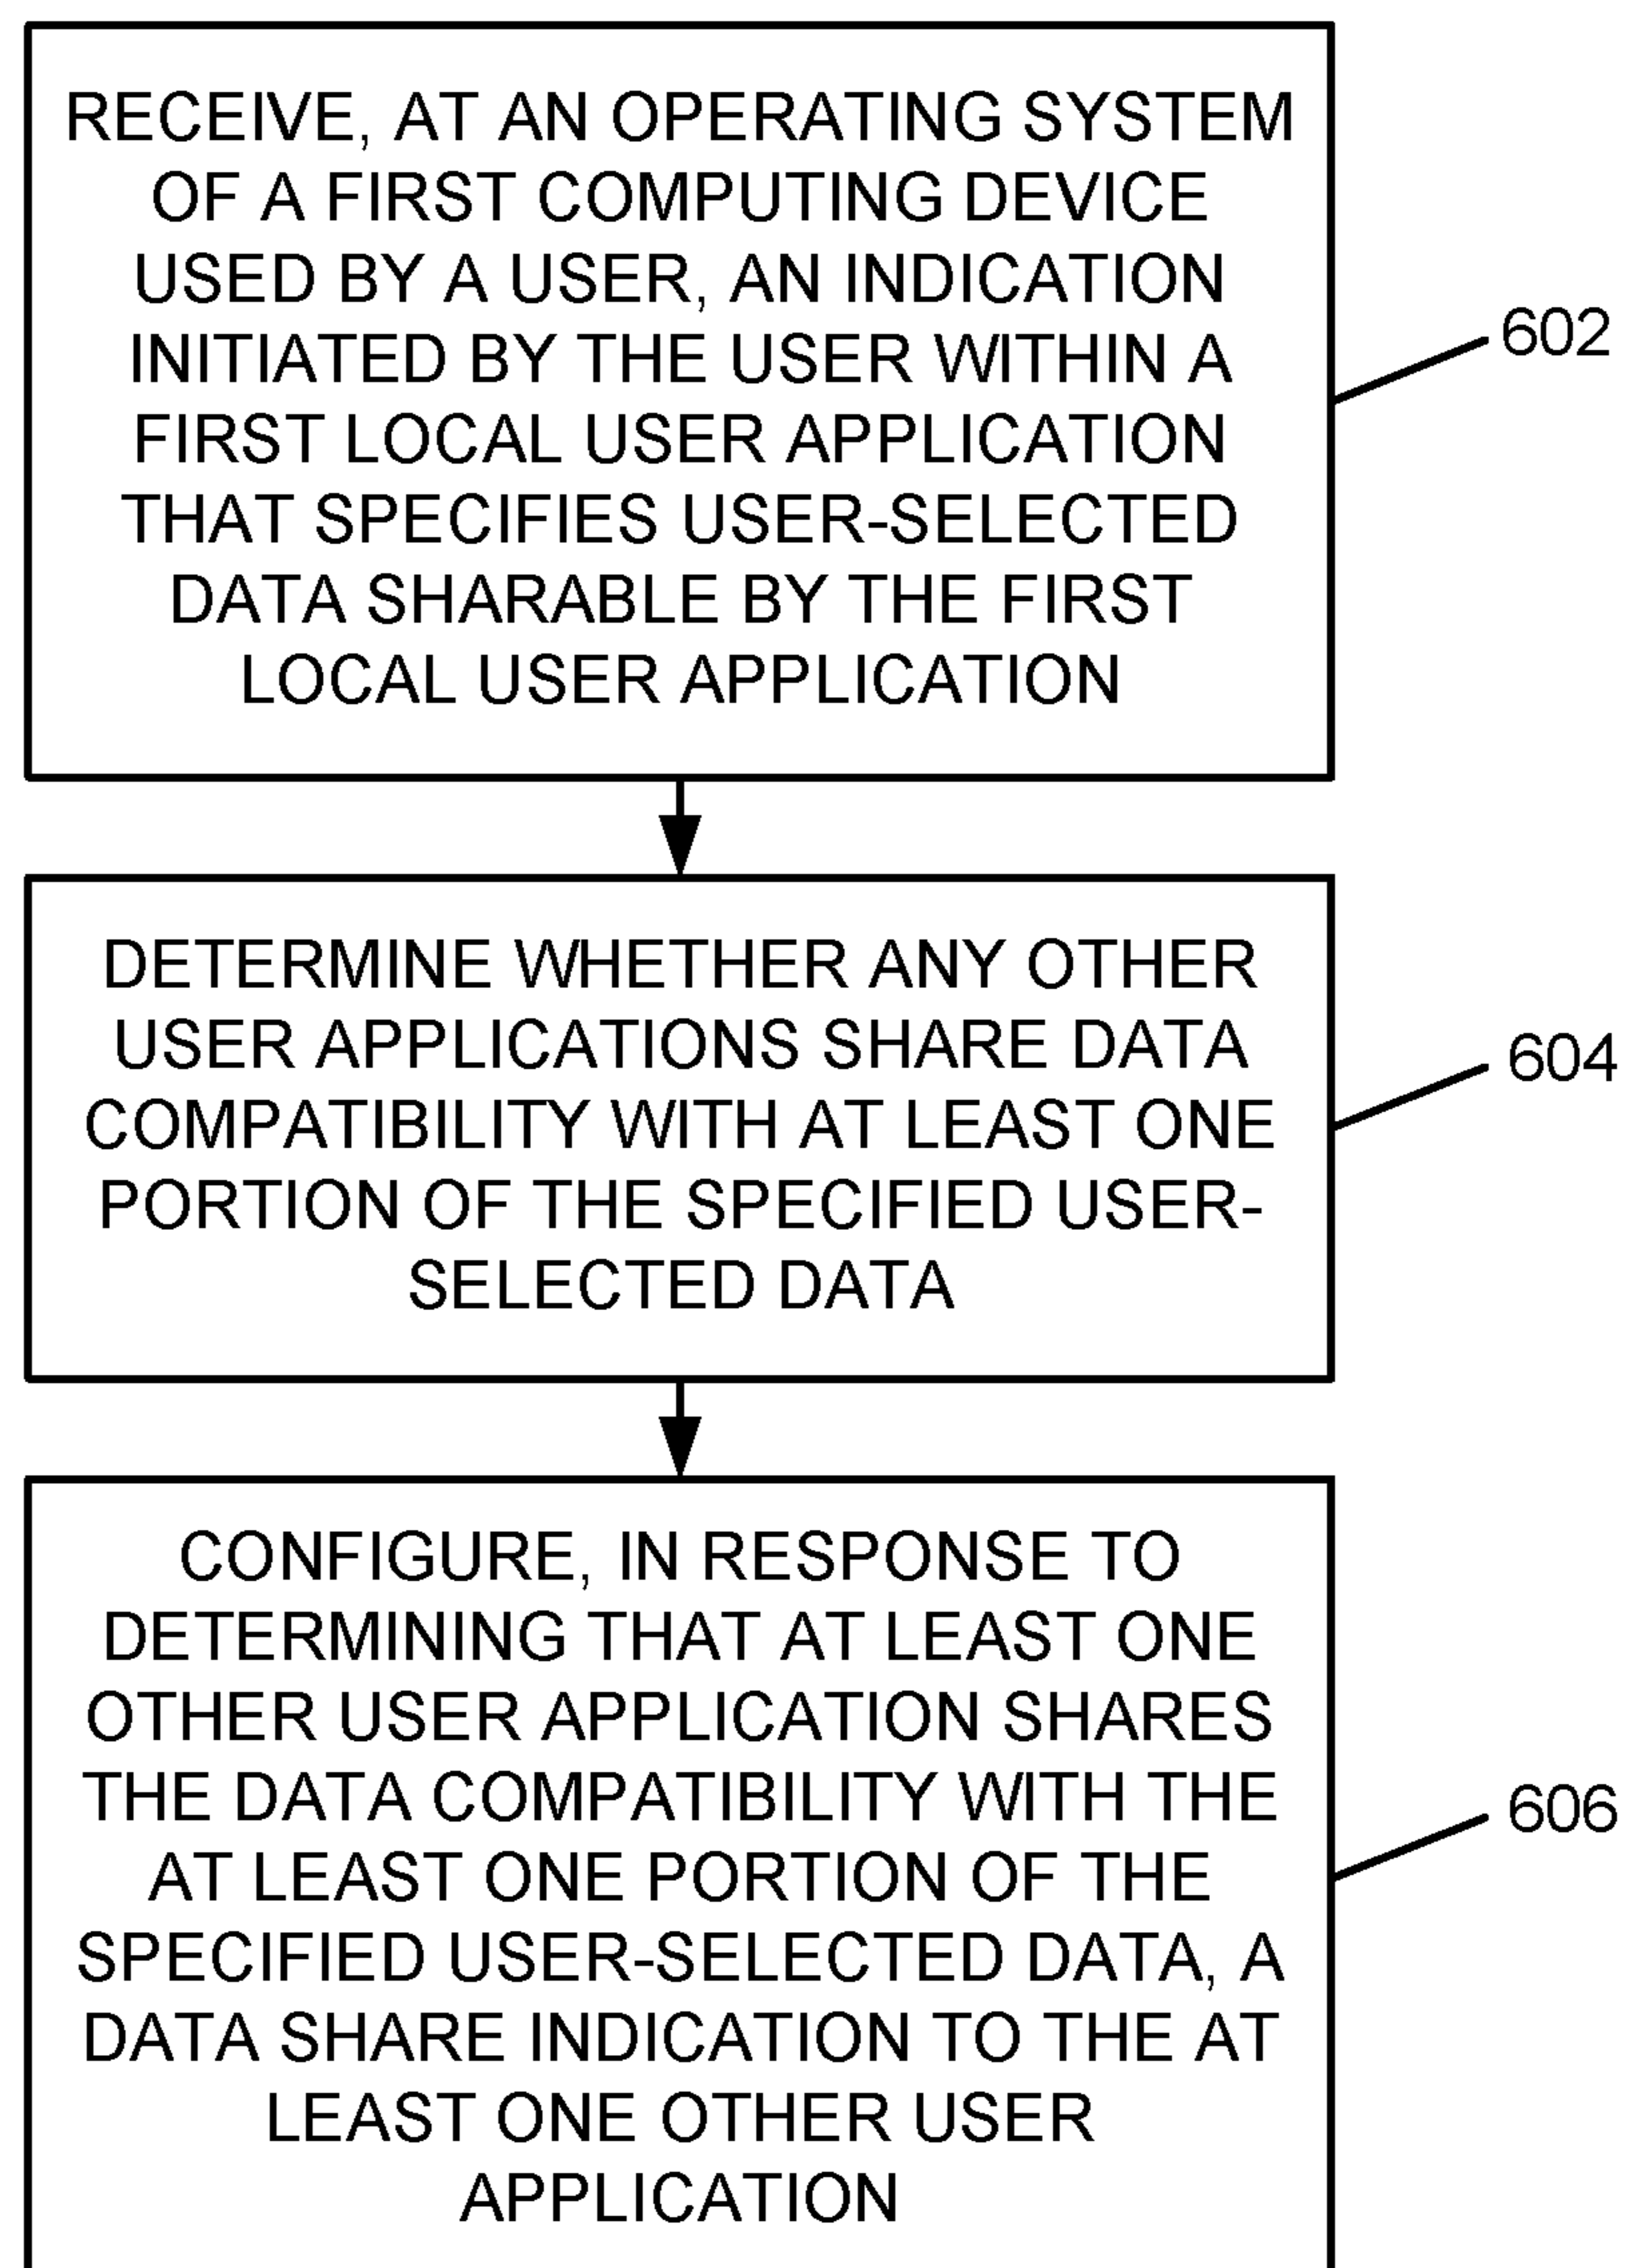 RECEIVE, AT AN OPERATING SYSTEM
OF A FIRST COMPUTING DEVICE
USED BY A USER, AN INDICATION
INITIATED BY THE USER WITHIN A
FIRST LOCAL USER APPLICATION
THAT SPECIFIES USER-SELECTED
DATA SHARABLE BY THE FIRST
LOCAL USER APPLICATION
602
DETERMINE WHETHER ANY OTHER
USER APPLICATIONS SHARE DATA
COMPATIBILITY WITH AT LEAST ONE
PORTION OF THE SPECIFIED USER-
SELECTED DATA
604
CONFIGURE, IN RESPONSE TO
DETERMINING THAT AT LEAST ONE
OTHER USER APPLICATION SHARES
THE DATA COMPATIBILITY WITH THE
AT LEAST ONE PORTION OF THE
SPECIFIED USER-SELECTED DATA, A
DATA SHARE INDICATION TO THE AT
LEAST ONE OTHER USER
APPLICATION
606